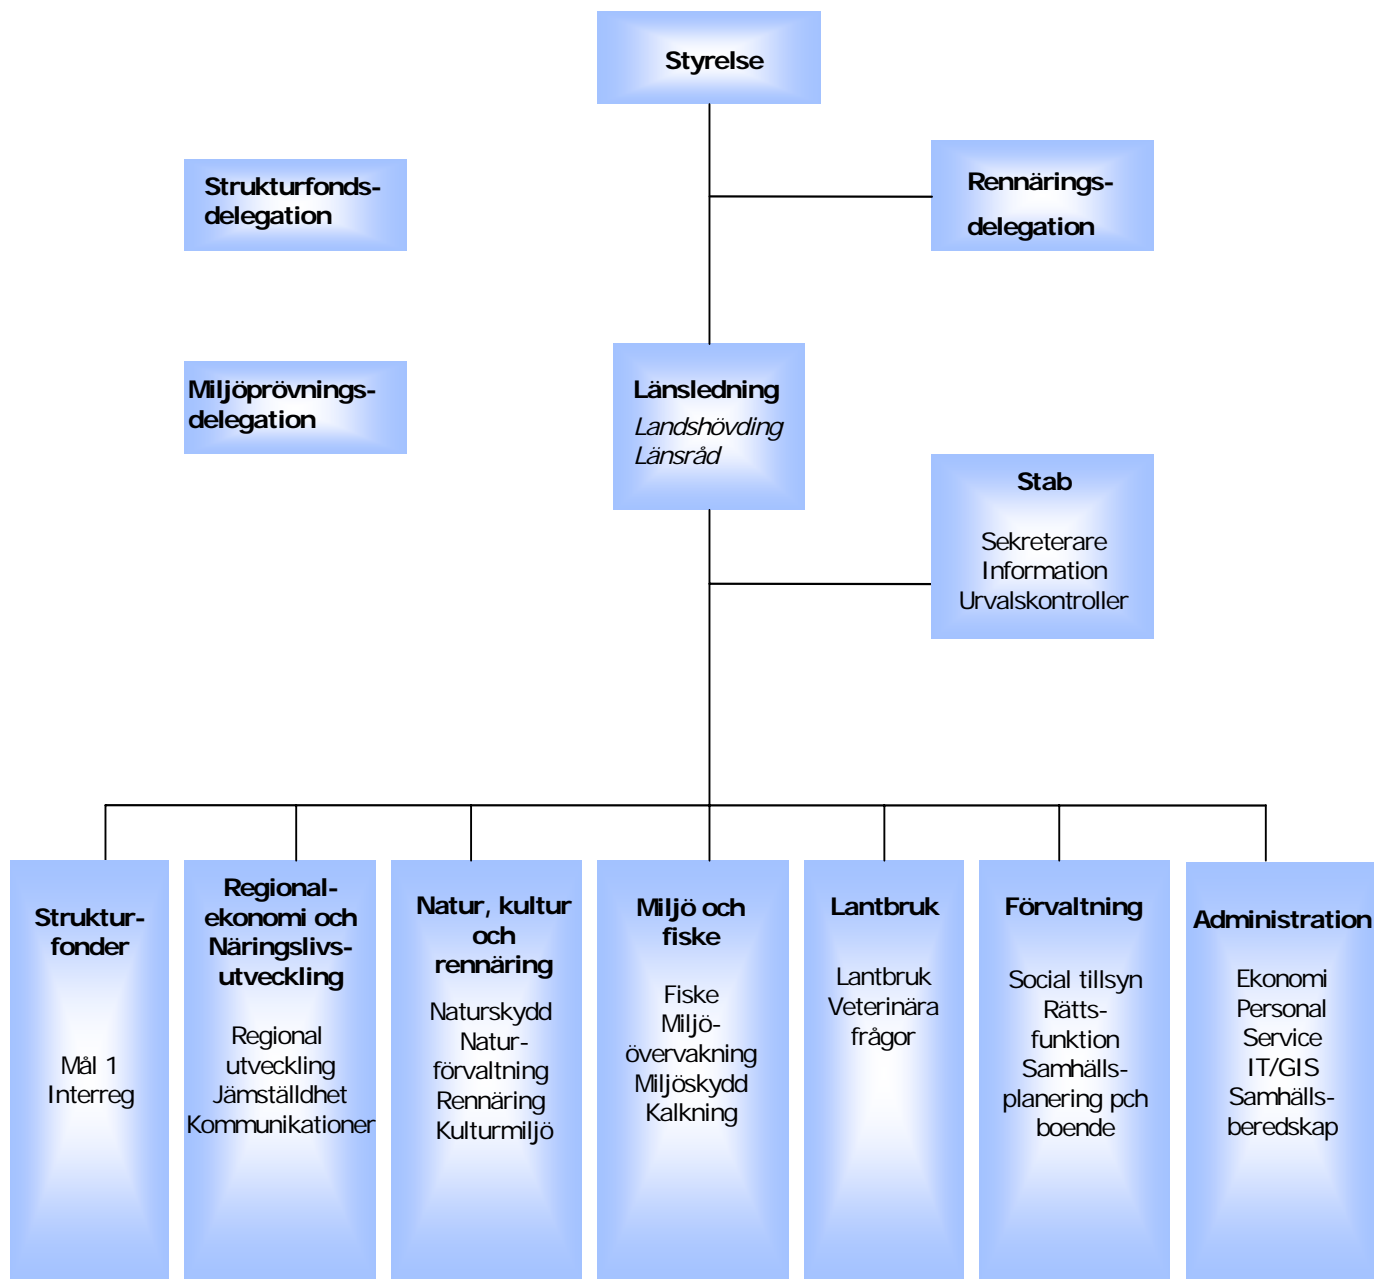 Styrelse
Strukturfonds-
delegation
Rennärings-
delegation
Miljöprövnings-
delegation
Länsledning
Landshövding
Länsråd
Stab
Sekreterare
Information
Urvalskontroller
Struktur-
fonder
Mål 1
Interreg
Regional-
ekonomi och
Näringslivs-
utveckling
Regional
utveckling
Jämställdhet
Kommunikationer
Natur, kultur
och
rennäring
Naturskydd
Natur-
förvaltning
Rennäring
Kulturmiljö
Miljö och
fiske
Fiske
Miljö-
övervakning
Miljöskydd
Kalkning
Lantbruk
Lantbruk
Veterinära
frågor
Förvaltning
Social tillsyn
Rätts-
funktion
Samhälls-
planering pch
boende
Administration
Ekonomi
Personal
Service
IT/GIS
Samhälls-
beredskap